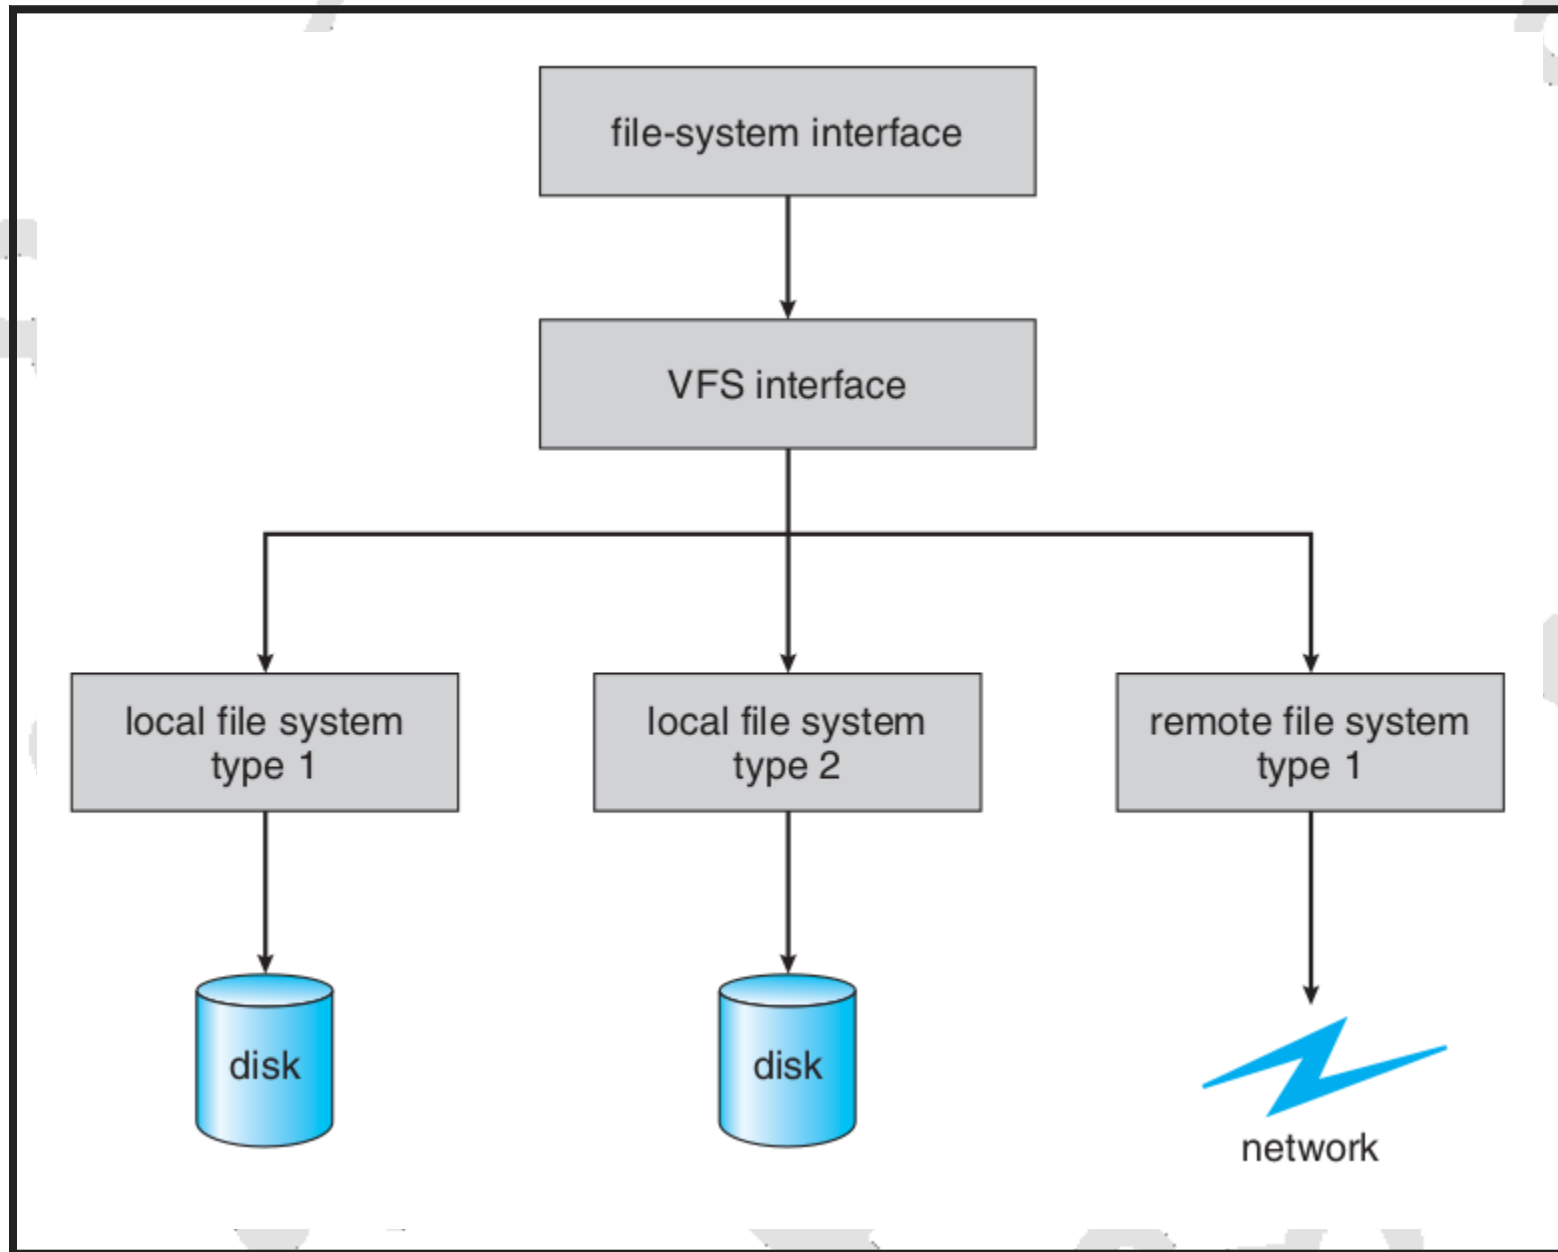 file-system interface
VFS interface
local file system
type 1
local file system
type 2
remote file system
type 1
disk
disk
network